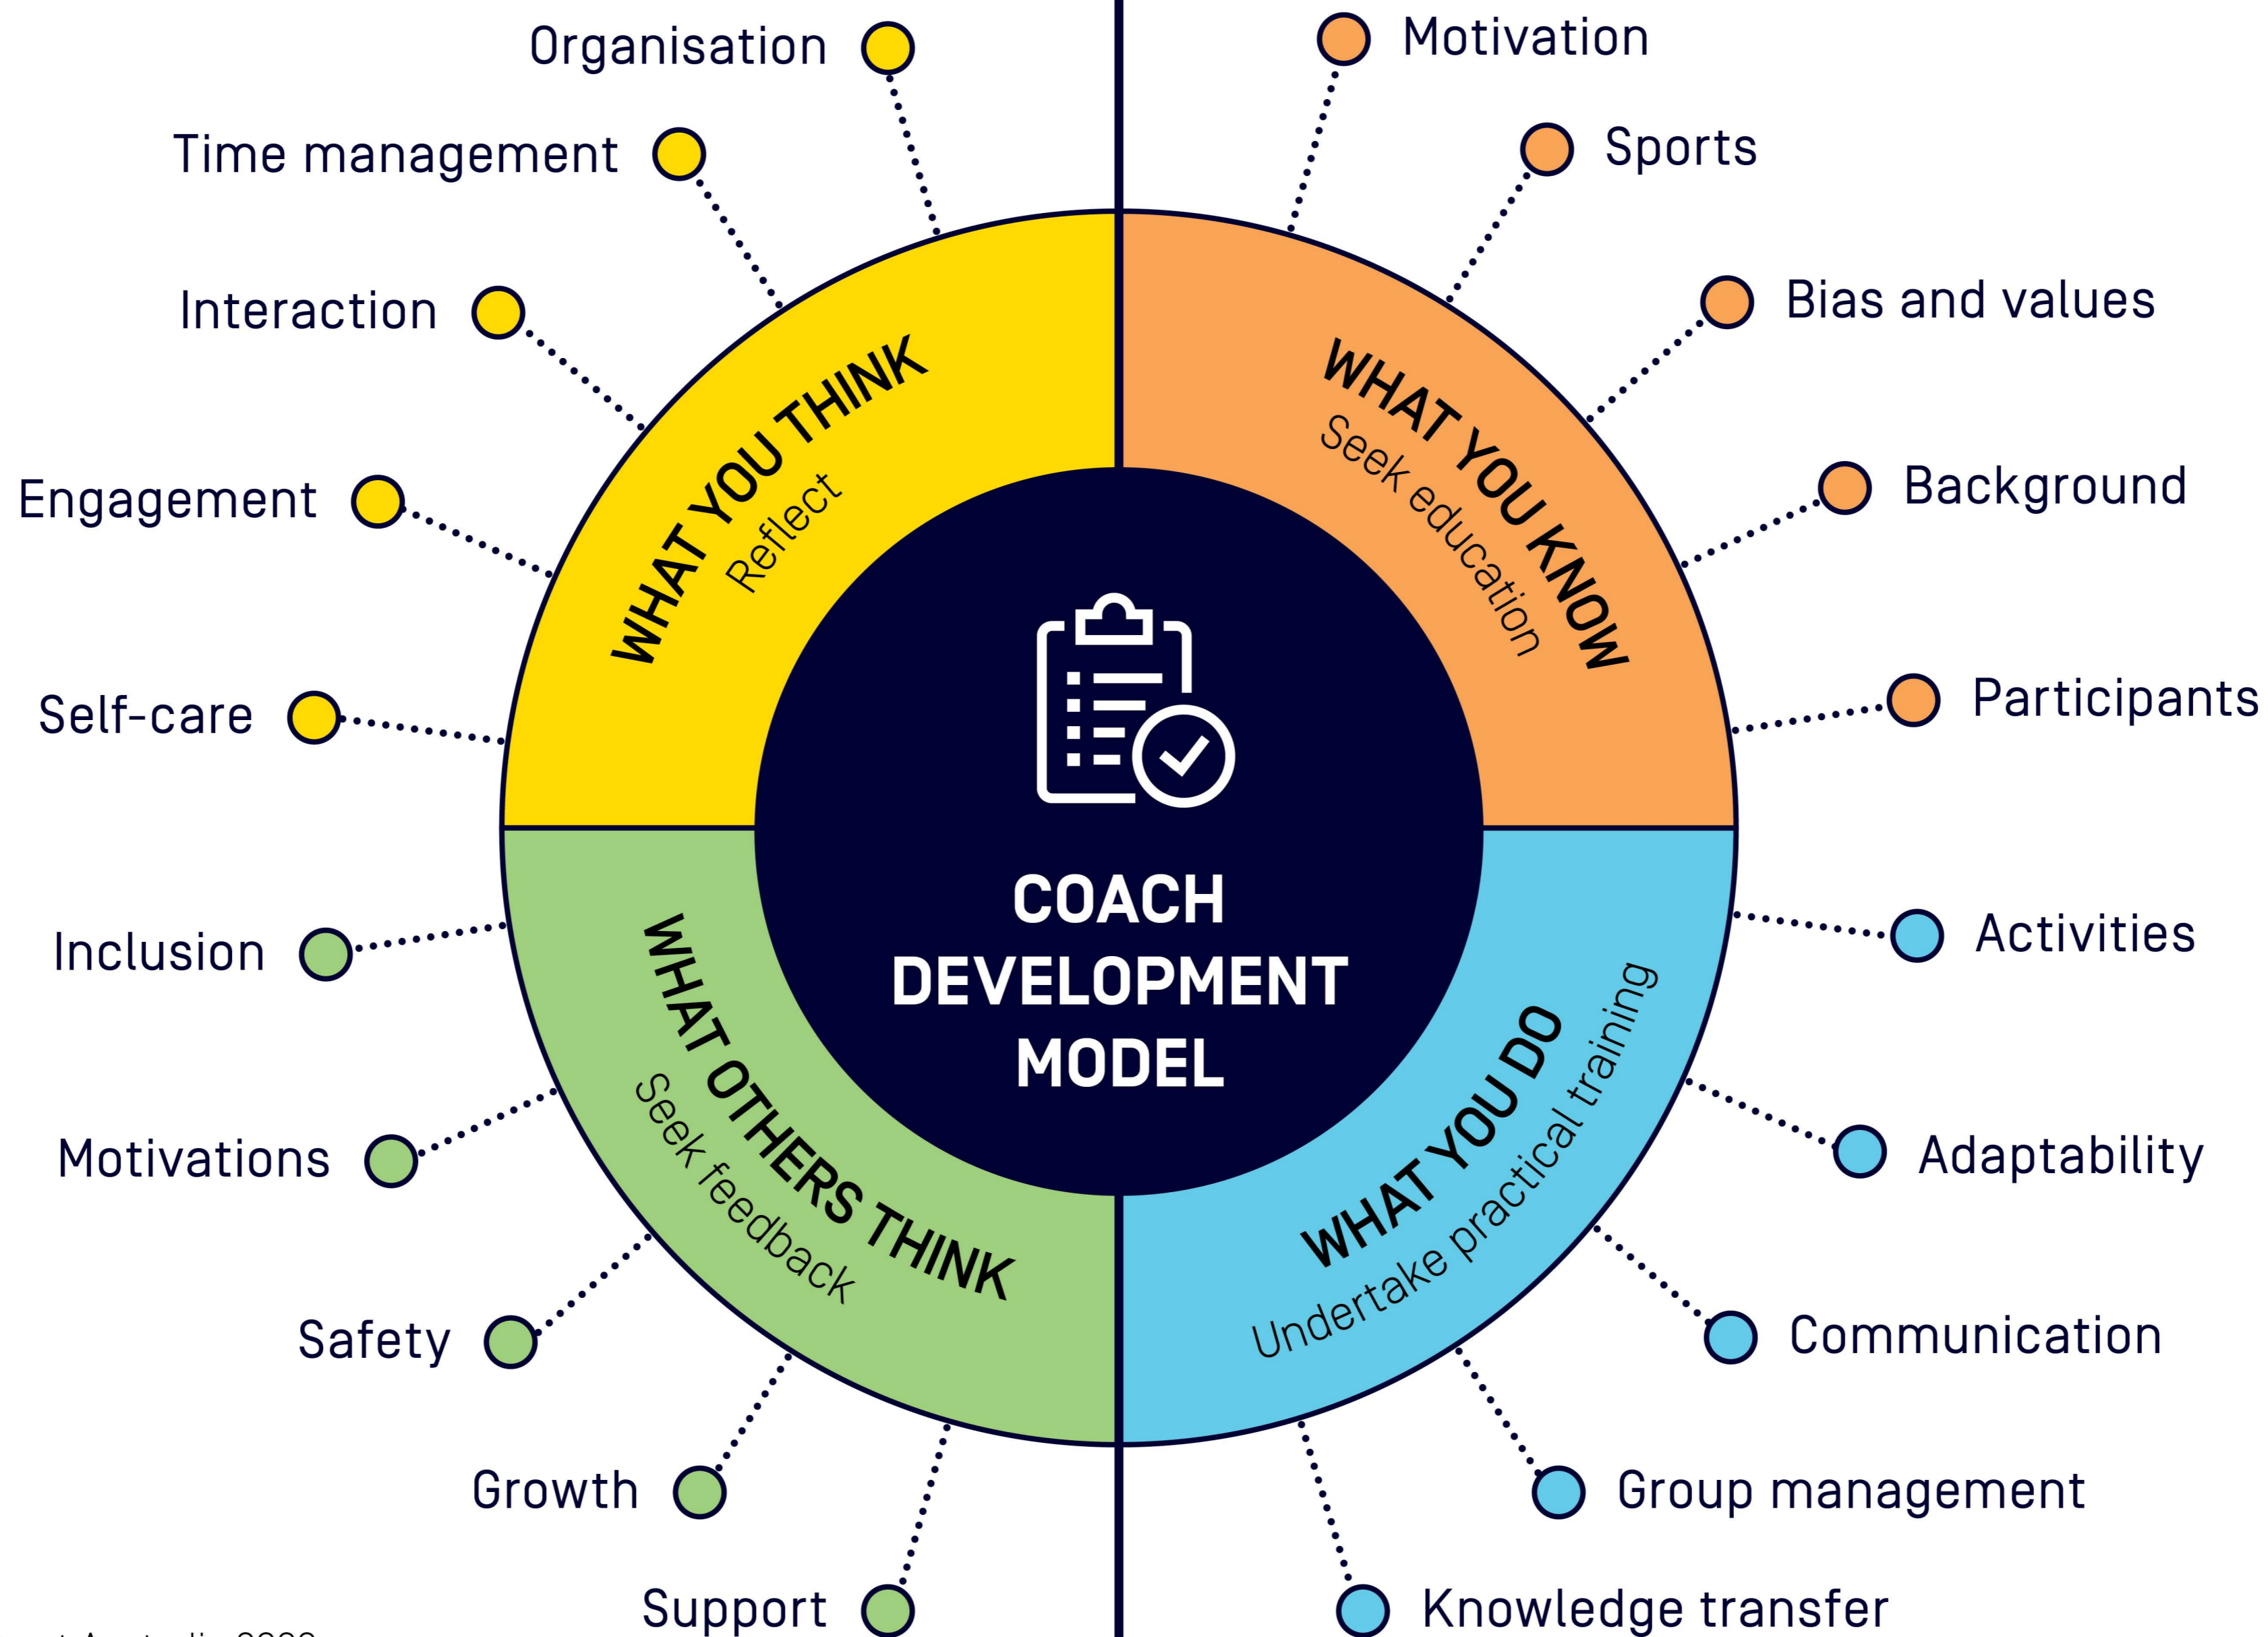 Organisation
Time management
Interaction
Engagement
Self-care
WHAT YOU THINK
Reflect
Motivation
Sports
Bias and values
Background
Participants
WHAT YOU KNOW
Seek education
COACH
DEVELOPMENT
MODEL
Inclusion
Motivations
Safety
Growth
Support
WHAT OTHERS THINK
Seek feedback
Activities
Adaptability
Communication
Group management
Knowledge transfer
WHAT YOU DO
Undertake practical training